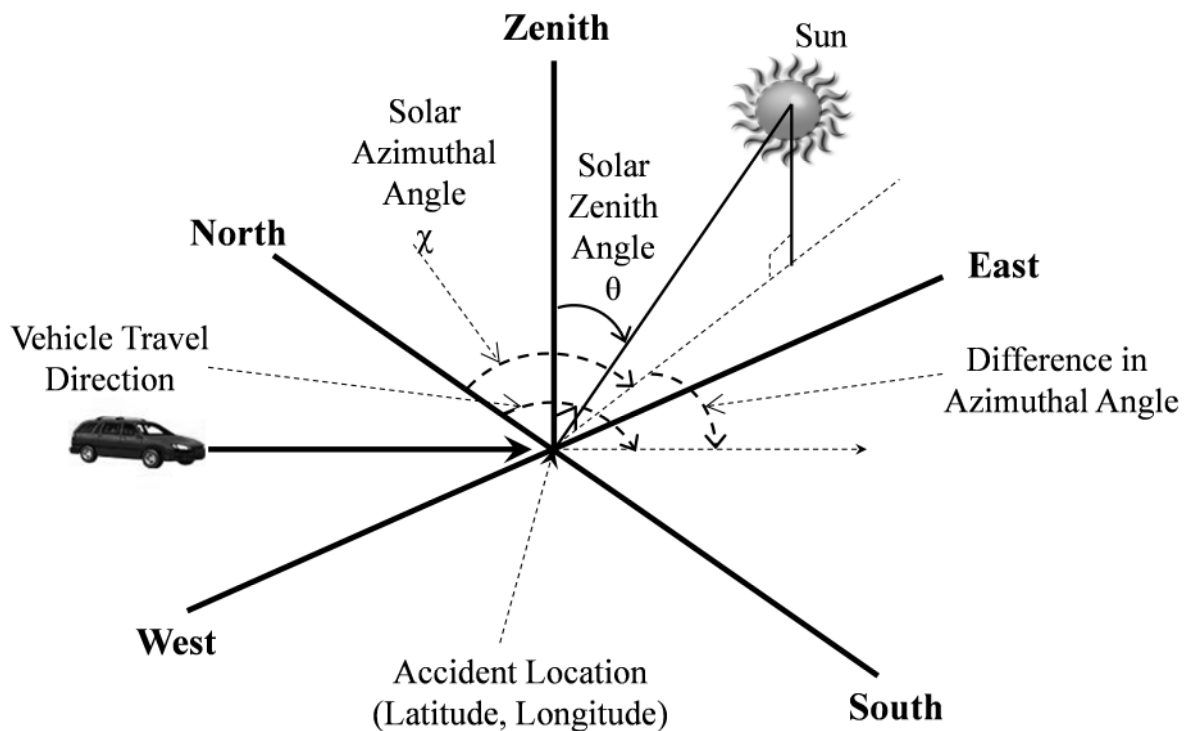 Zenith
Sun
Solar
Azimuthal
Angle
χ
Solar
Zenith
Angle
θ
North
East
Vehicle Travel
Direction
Difference in
Azimuthal Angle
West
Accident Location
(Latitude, Longitude)
South